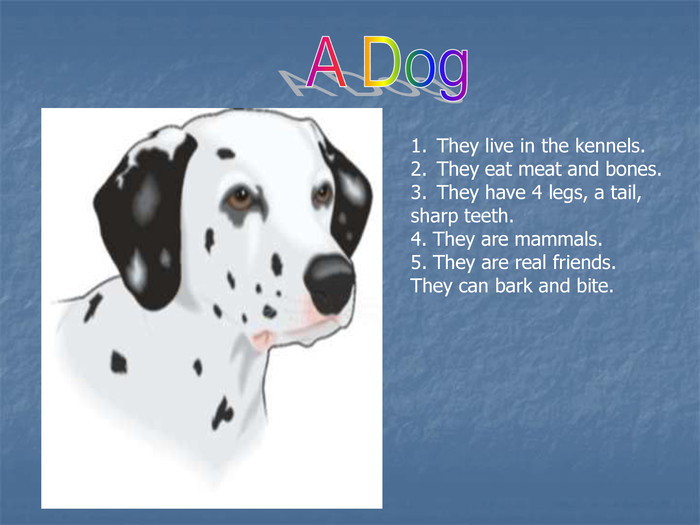 A Dog
1. They live in the kennels.
2. They eat meat and bones.
3. They have 4 legs, a tail,
sharp teeth.
4. They are mammals.
5. They are real friends.
They can bark and bite.